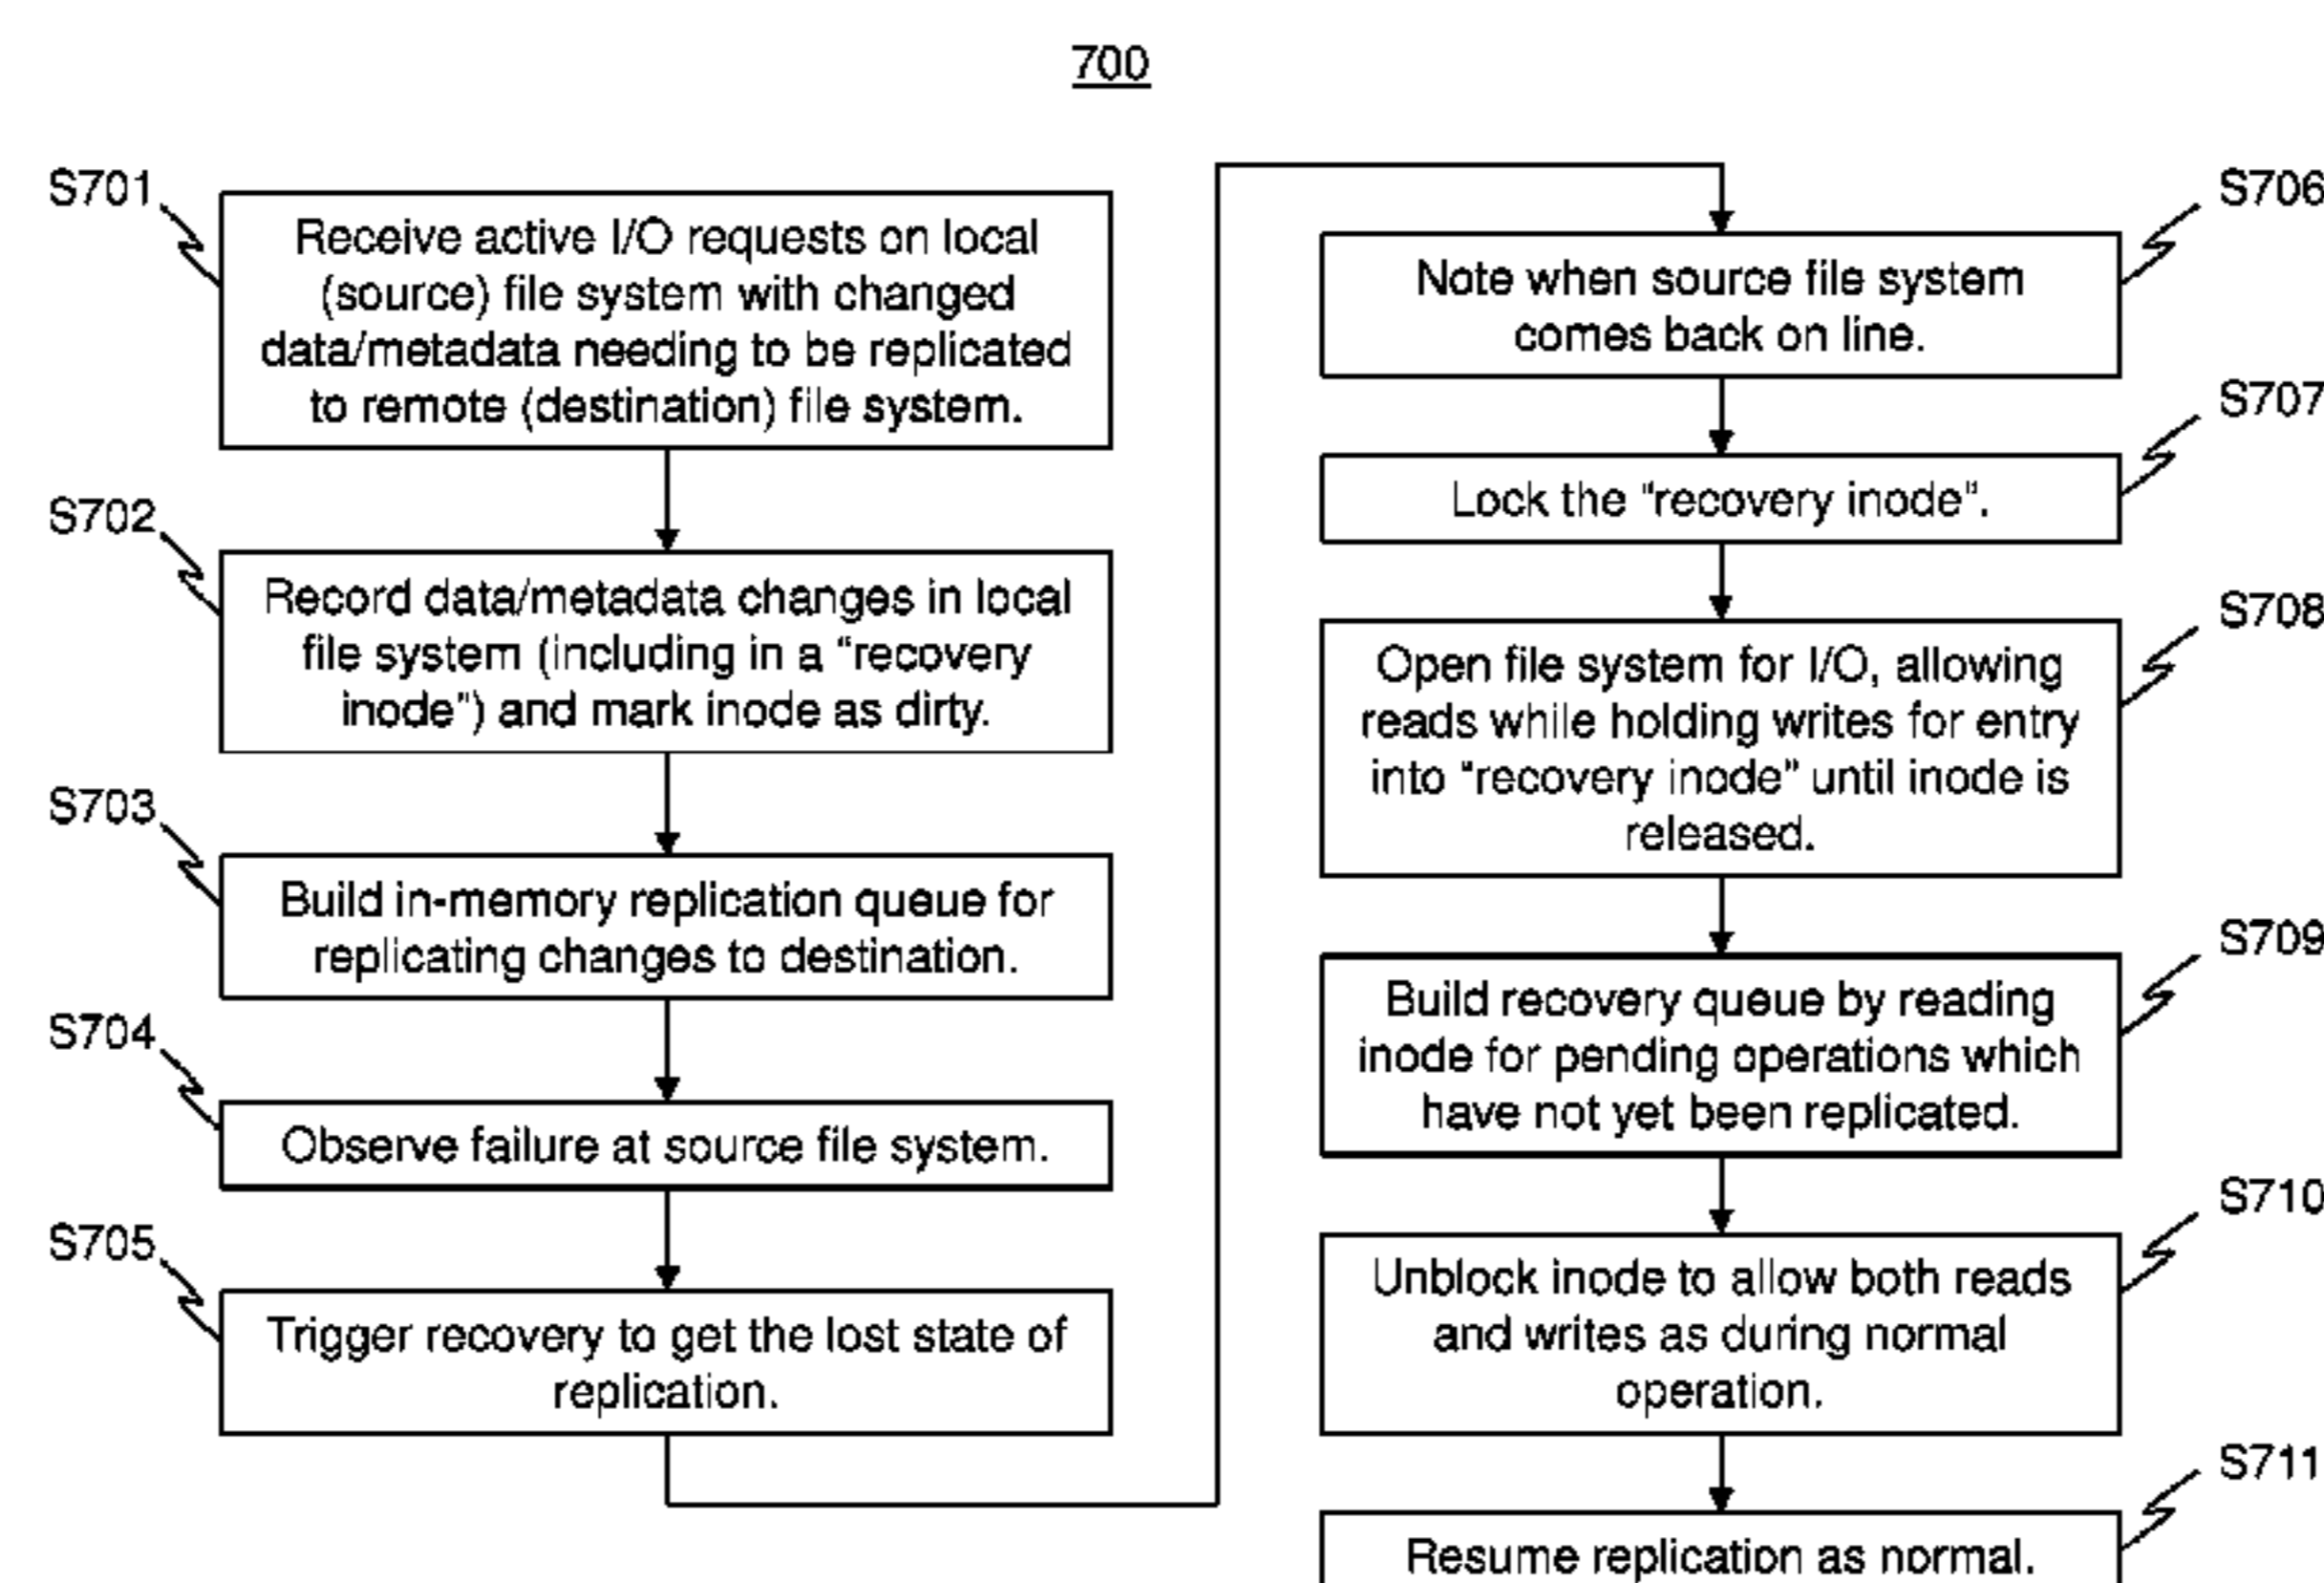 700
S701
Receive active I/O requests on local
(source) file system with changed
data/metadata needing to be replicated
to remote (destination) file system.
S702
Record data/metadata changes in local
file system (including in a “recovery
inode”) and mark inode as dirty.
S703
Build in-memory replication queue for
replicating changes to destination.
S704
Observe failure at source file system.
S705
Trigger recovery to get the lost state of
replication.
S706
Note when source file system
comes back on line.
S707
Lock the “recovery inode”.
S708
Open file system for I/O, allowing
reads while holding writes for entry
into “recovery inode” until inode is
released.
S709
Build recovery queue by reading
inode for pending operations which
have not yet been replicated.
S710
Unblock inode to allow both reads
and writes as during normal
operation.
S711
Resume replication as normal.